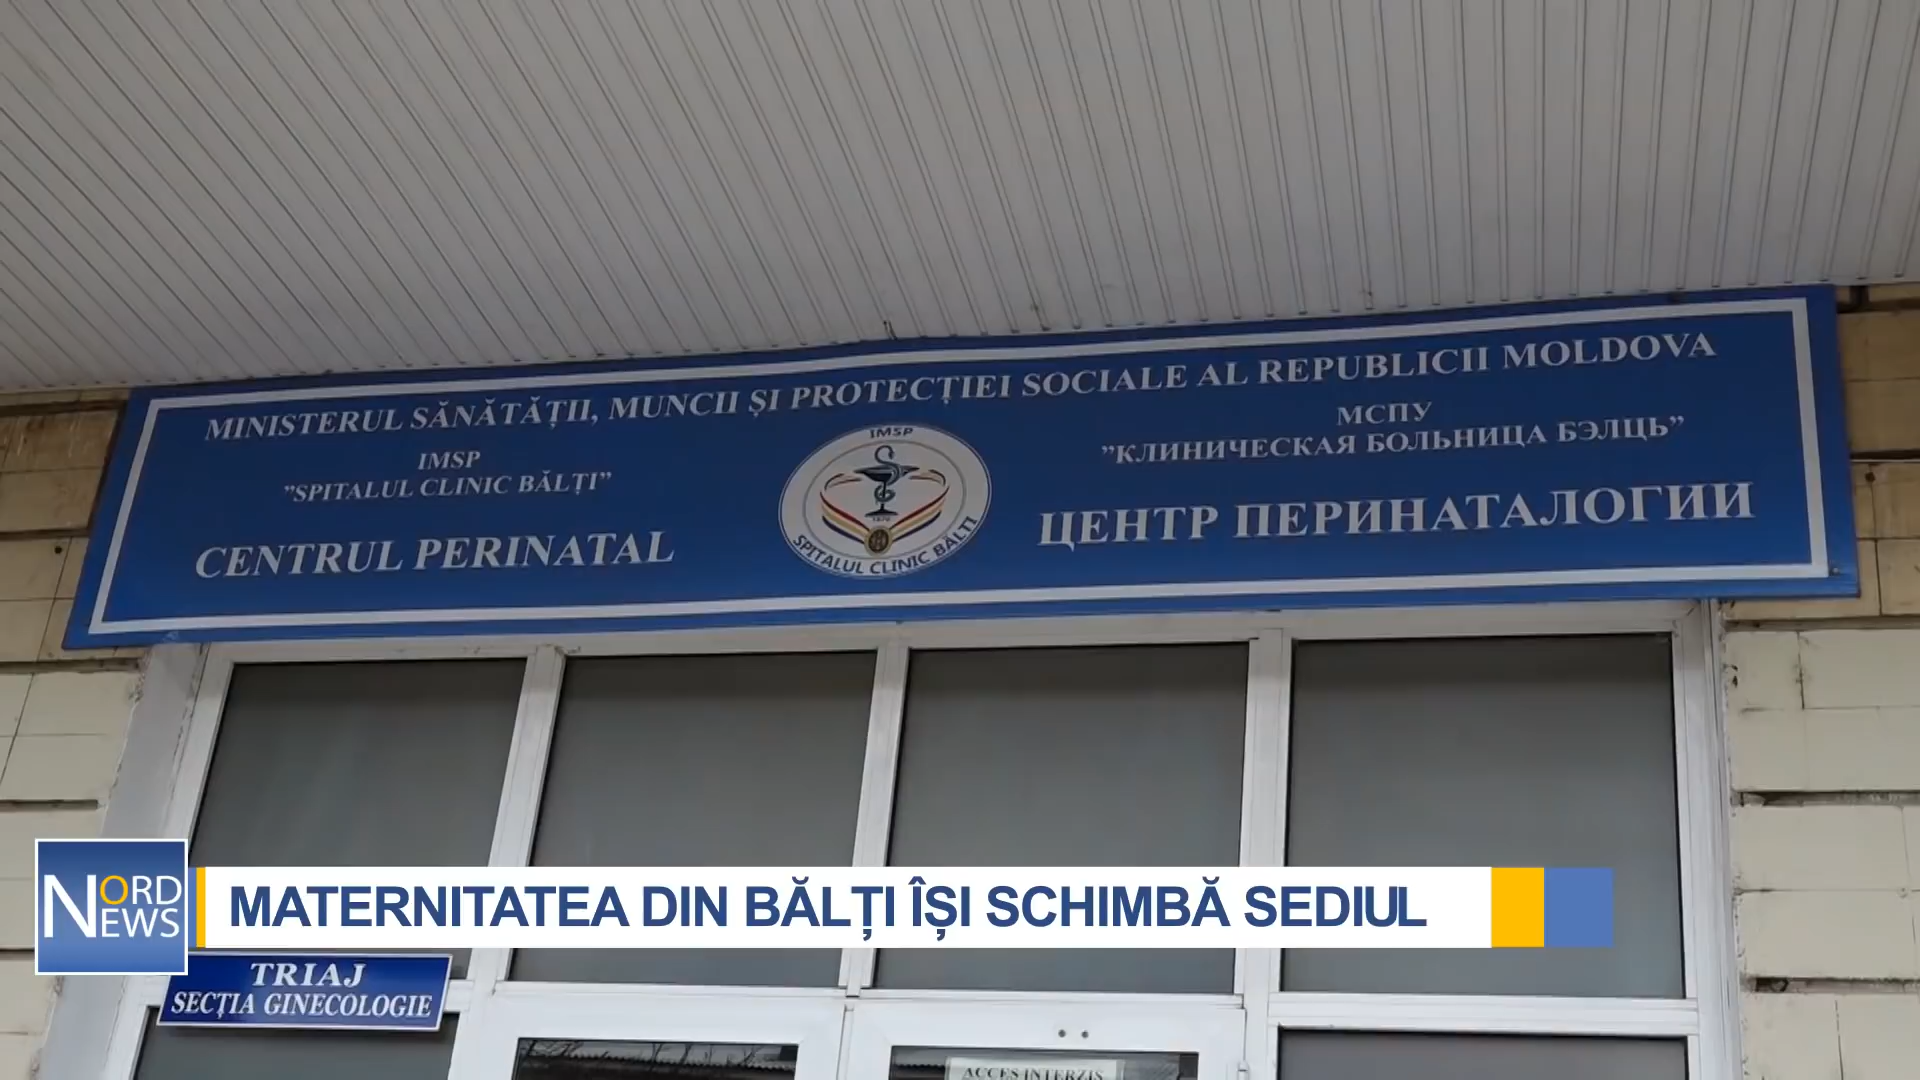 MINISTERUL SĂNĂTĂȚII, MUNCII ȘI PROTECȚIEI SOCIALE AL REPUBLICII MOLDOVA
IMSP
”SPITALUL CLINIC BĂLȚI”
CENTRUL PERINATAL
IMSP
1870
SPITALUL CLINIC BĂLȚI
МСПУ
”КЛИНИЧЕСКАЯ БОЛЬНИЦА БЭЛЦЬ”
ЦЕНТР ПЕРИНАТАЛОГИИ
NORD NEWS
MATERNITATEA DIN BĂLȚI ÎȘI SCHIMBĂ SEDIUL
TRIAJ
SECȚIA GINECOLOGIE
ACCES INTERZIS